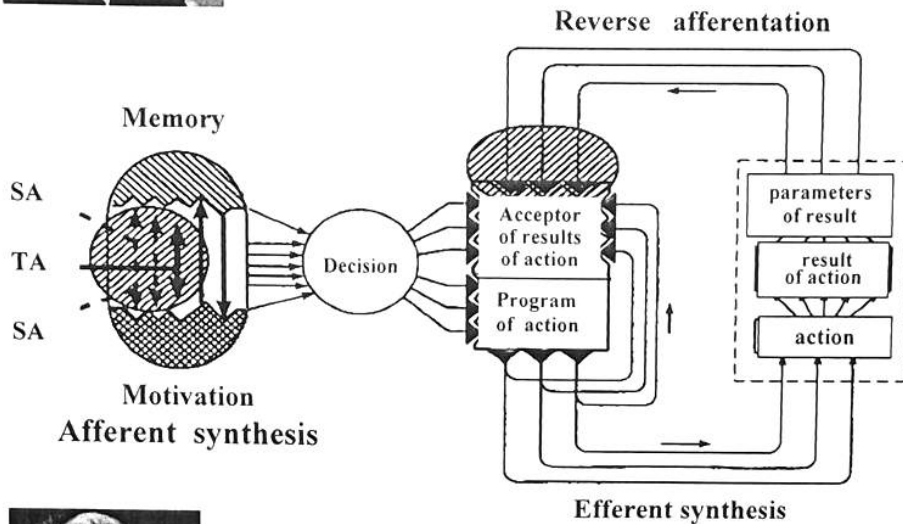 Reverse afferentation
Memory
SA
TA
SA
Decision
Acceptor
of results
of action
Program
of action
parameters
of result
result
of action
action
Motivation
Afferent synthesis
Efferent synthesis